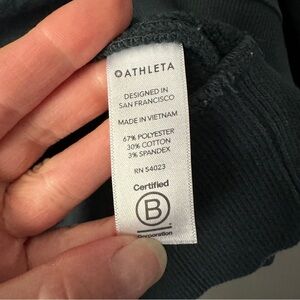 ATHLETA
DESIGNED IN
SAN FRANCISCO
MADE IN VIETNAM
67% POLYESTER
30% COTTON
3% SPANDEX
RN 54023
Certified
B
Corporation